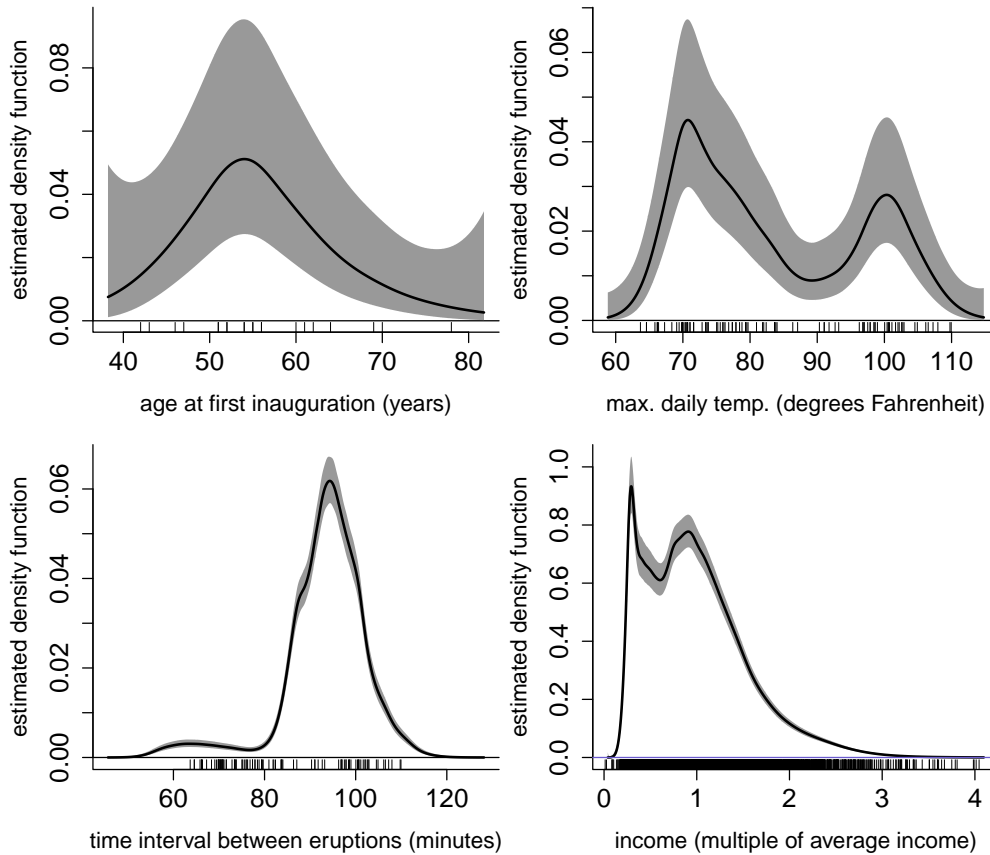 estimated density function
0.00 0.04 0.08
40 50 60 70 80
age at first inauguration (years)
estimated density function
0.00 0.02 0.04 0.06
60 70 80 90 100 110
max. daily temp. (degrees Fahrenheit)
estimated density function
0.00 0.02 0.04 0.06
60 80 100 120
time interval between eruptions (minutes)
estimated density function
0.0 0.2 0.4 0.6 0.8 1.0
0 1 2 3 4
income (multiple of average income)